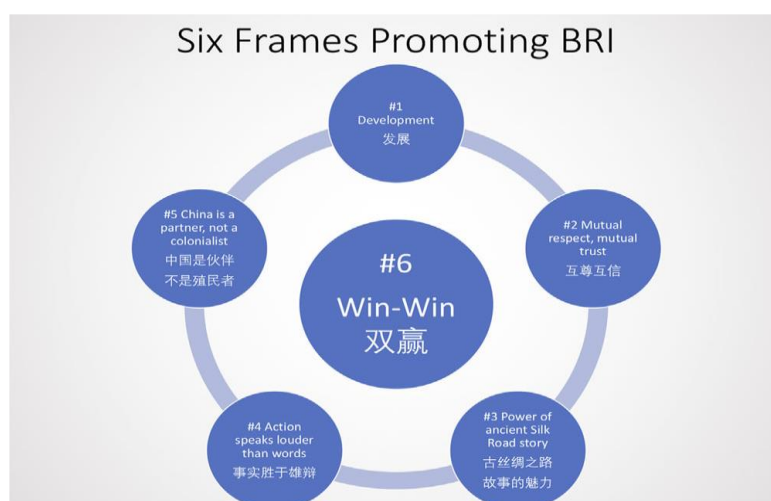 Six Frames Promoting BRI
#1
Development
发展
#2 Mutual
respect, mutual
trust
互尊互信
#3 Power of
ancient Silk
Road story
古丝绸之路
故事的魅力
#4 Action
speaks louder
than words
事实胜于雄辩
#5 China is a
partner, not a
colonialist
中国是伙伴
不是殖民者
#6
Win-Win
双赢